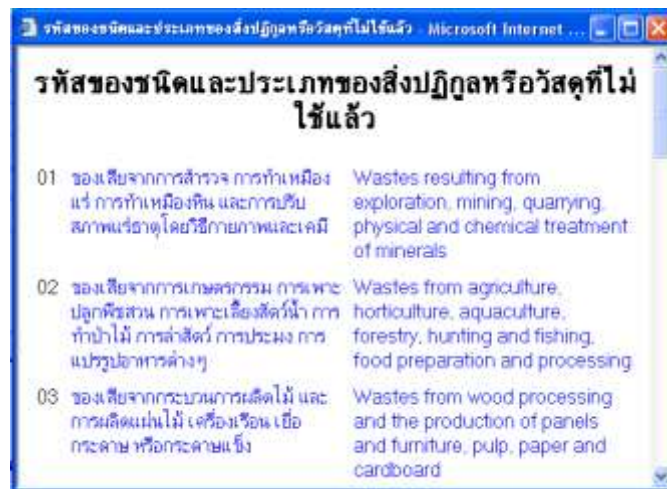 รหัสของชนิดและประเภทของสิ่งปฏิกูลหรือวัสดุที่ไม่ใช้แล้ว - Microsoft Internet ...
รหัสของชนิดและประเภทของสิ่งปฏิกูลหรือวัสดุที่ไม่
ใช้แล้ว
01 ของเสียจากการสำรวจ การทำเหมือง
แร่ การทำเหมืองหิน และการปรับ
สภาพแร่ธาตุโดยวิธีกายภาพและเคมี
Wastes resulting from
exploration, mining, quarrying,
physical and chemical treatment
of minerals
02 ของเสียจากการเกษตรกรรม การเพาะ
ปลูกพืชสวน การเพาะเลี้ยงสัตว์น้ำ การ
ทำป่าไม้ การล่าสัตว์ การประมง การ
แปรรูปอาหารต่างๆ
Wastes from agriculture,
horticulture, aquaculture,
forestry, hunting and fishing,
food preparation and processing
03 ของเสียจากกระบวนการผลิตไม้ และ
การผลิตแผ่นไม้ เครื่องเรือน เยื่อ
กระดาษ หรือกระดาษแข็ง
Wastes from wood processing
and the production of panels
and furniture, pulp, paper and
cardboard